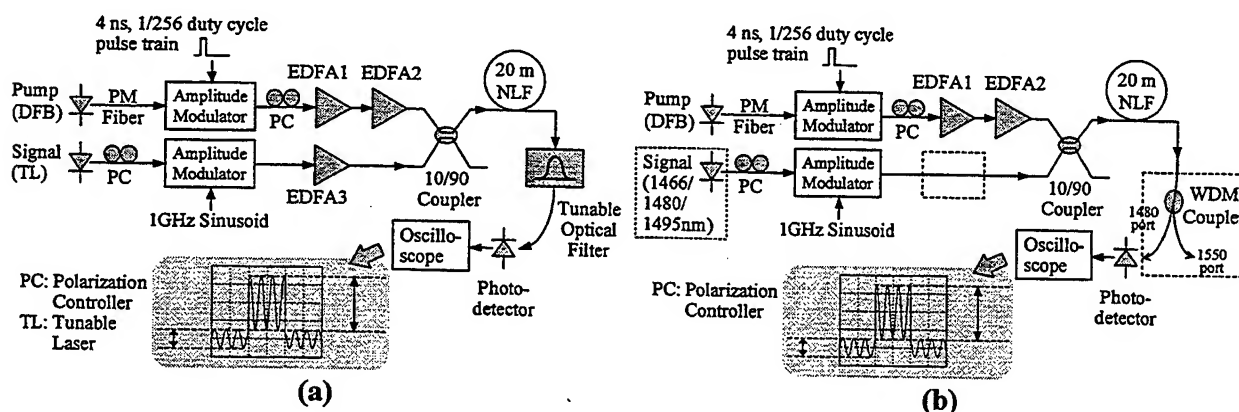 4 ns, 1/256 duty cycle
pulse train
EDFA1 EDFA2
20 m
NLF
Pump
(DFB)
PM
Fiber
Amplitude
Modulator
PC
Signal
(TL)
PC
Amplitude
Modulator
EDFA3
10/90
Coupler
1GHz Sinusoid
Tunable
Optical
Filter
Oscillo-
scope
Photo-
detector
PC: Polarization
Controller
TL: Tunable
Laser
(a)
4 ns, 1/256 duty cycle
pulse train
EDFA1 EDFA2
20 m
NLF
Pump
(DFB)
PM
Fiber
Amplitude
Modulator
PC
Signal
(1466/
1480/
1495nm)
PC
Amplitude
Modulator
10/90
Coupler
1GHz Sinusoid
WDM
Coupler
1480
port
1550
port
Oscillo-
scope
Photo-
detector
PC: Polarization
Controller
(b)